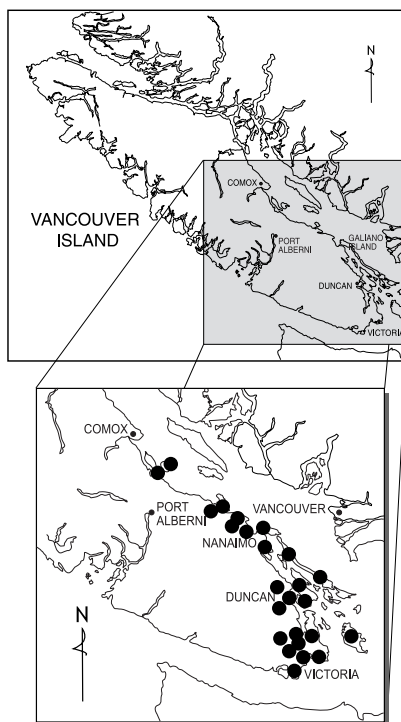 N
COMOX
VANCOUVER
ISLAND
GALIANO
ISLAND
PORT
ALBERNI
DUNCAN
VICTORIA
COMOX
PORT
ALBERNI
VANCOUVER
NANAIMO
DUNCAN
N
VICTORIA